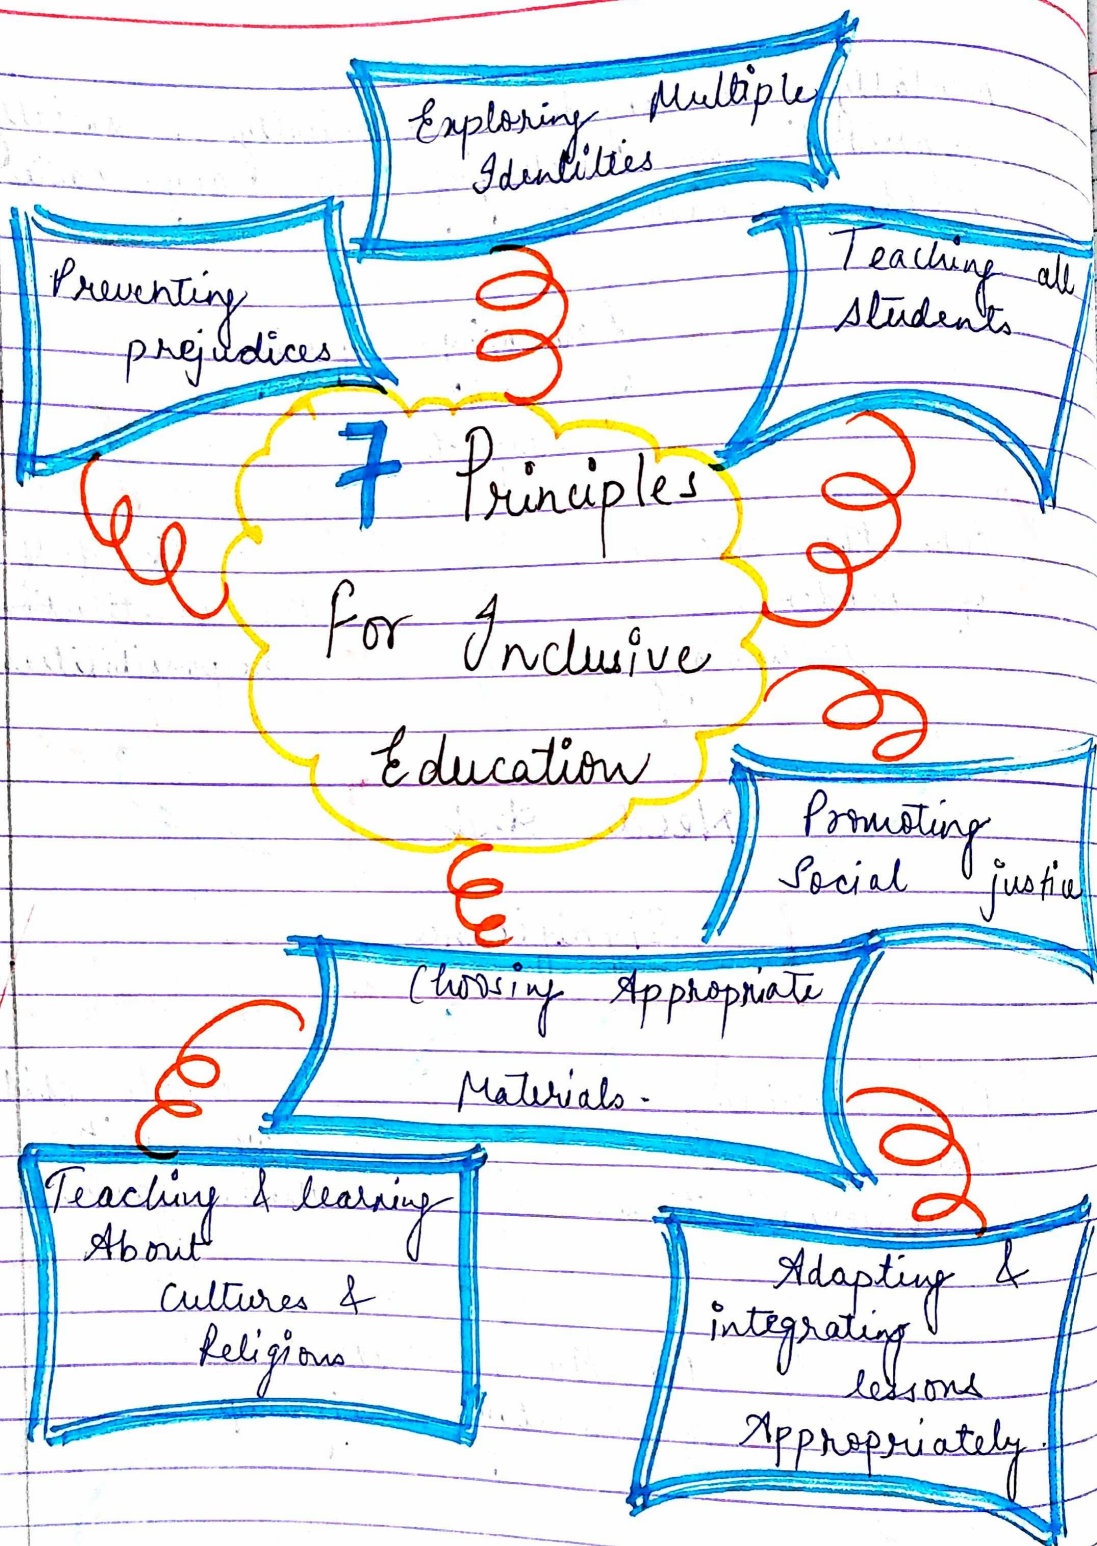 Exploring Multiple
Identities
Preventing
prejudices
Teaching all
students
7 Principles
For Inclusive
Education
Promoting
Social justice
Choosing Appropriate
Materials.
Teaching & learning
About
Cultures &
Religions
Adapting &
integrating
lessons
Appropriately.